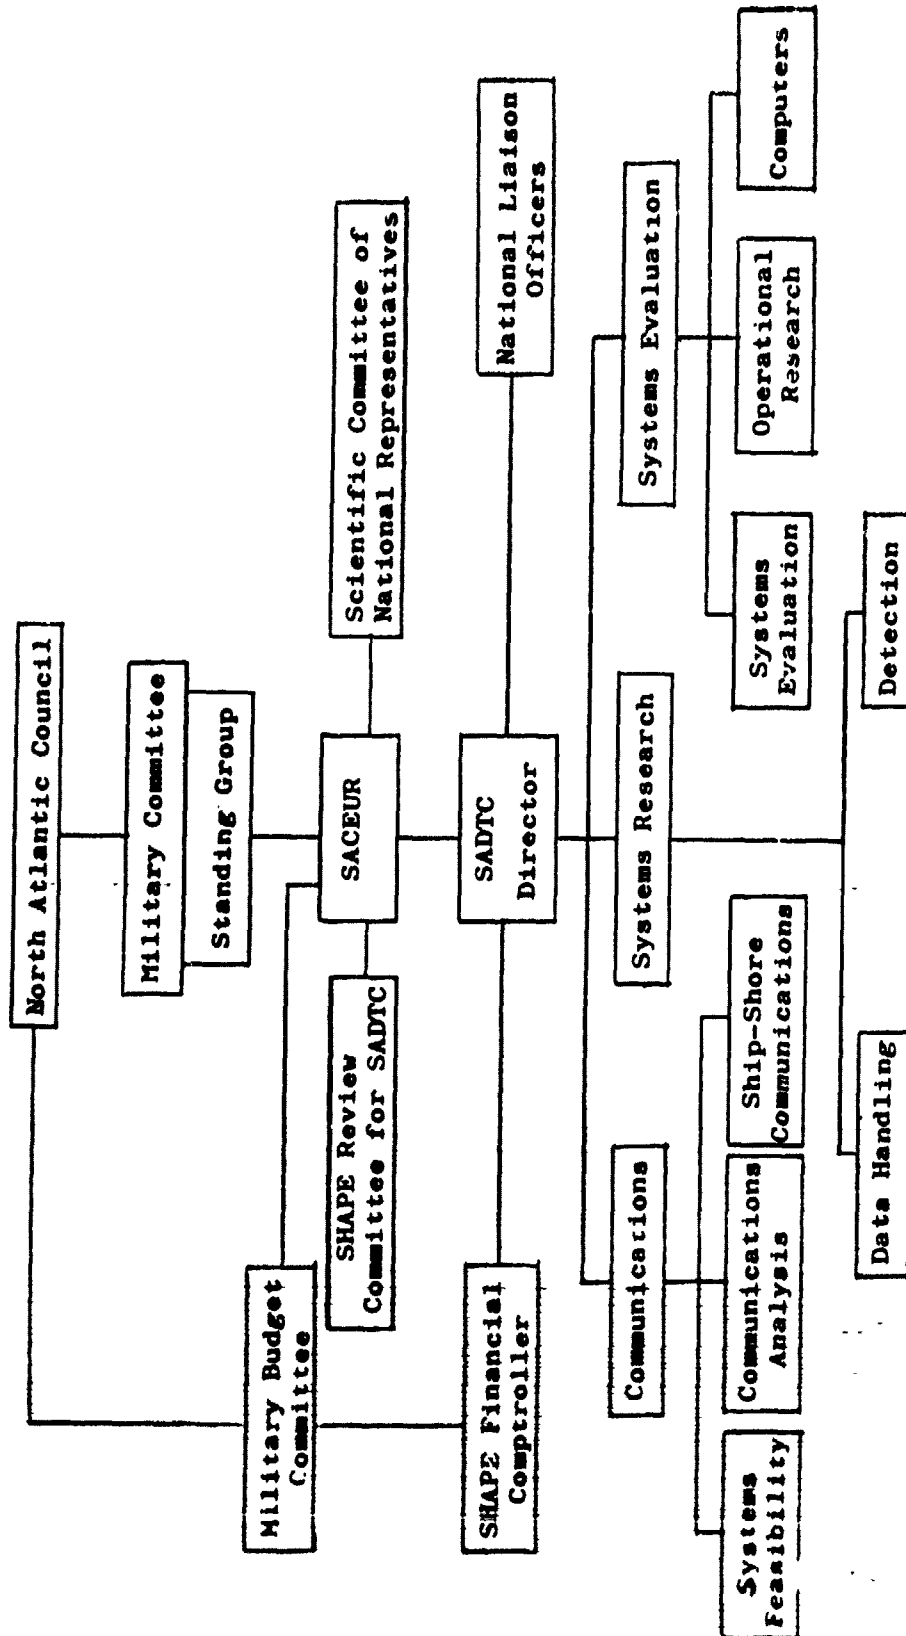 North Atlantic Council
Military Committee
Standing Group
Military Budget
Committee
SHAPE Review
Committee for SADTC
SACEUR
Scientific Committee of
National Representatives
SHAPE Financial
Comptroller
SADTC
Director
National Liaison
Officers
Communications
Systems Research
Systems Evaluation
Systems
Feasibility
Communications
Analysis
Ship-Shore
Communications
Systems
Evaluation
Operational
Research
Computers
Data Handling
Detection